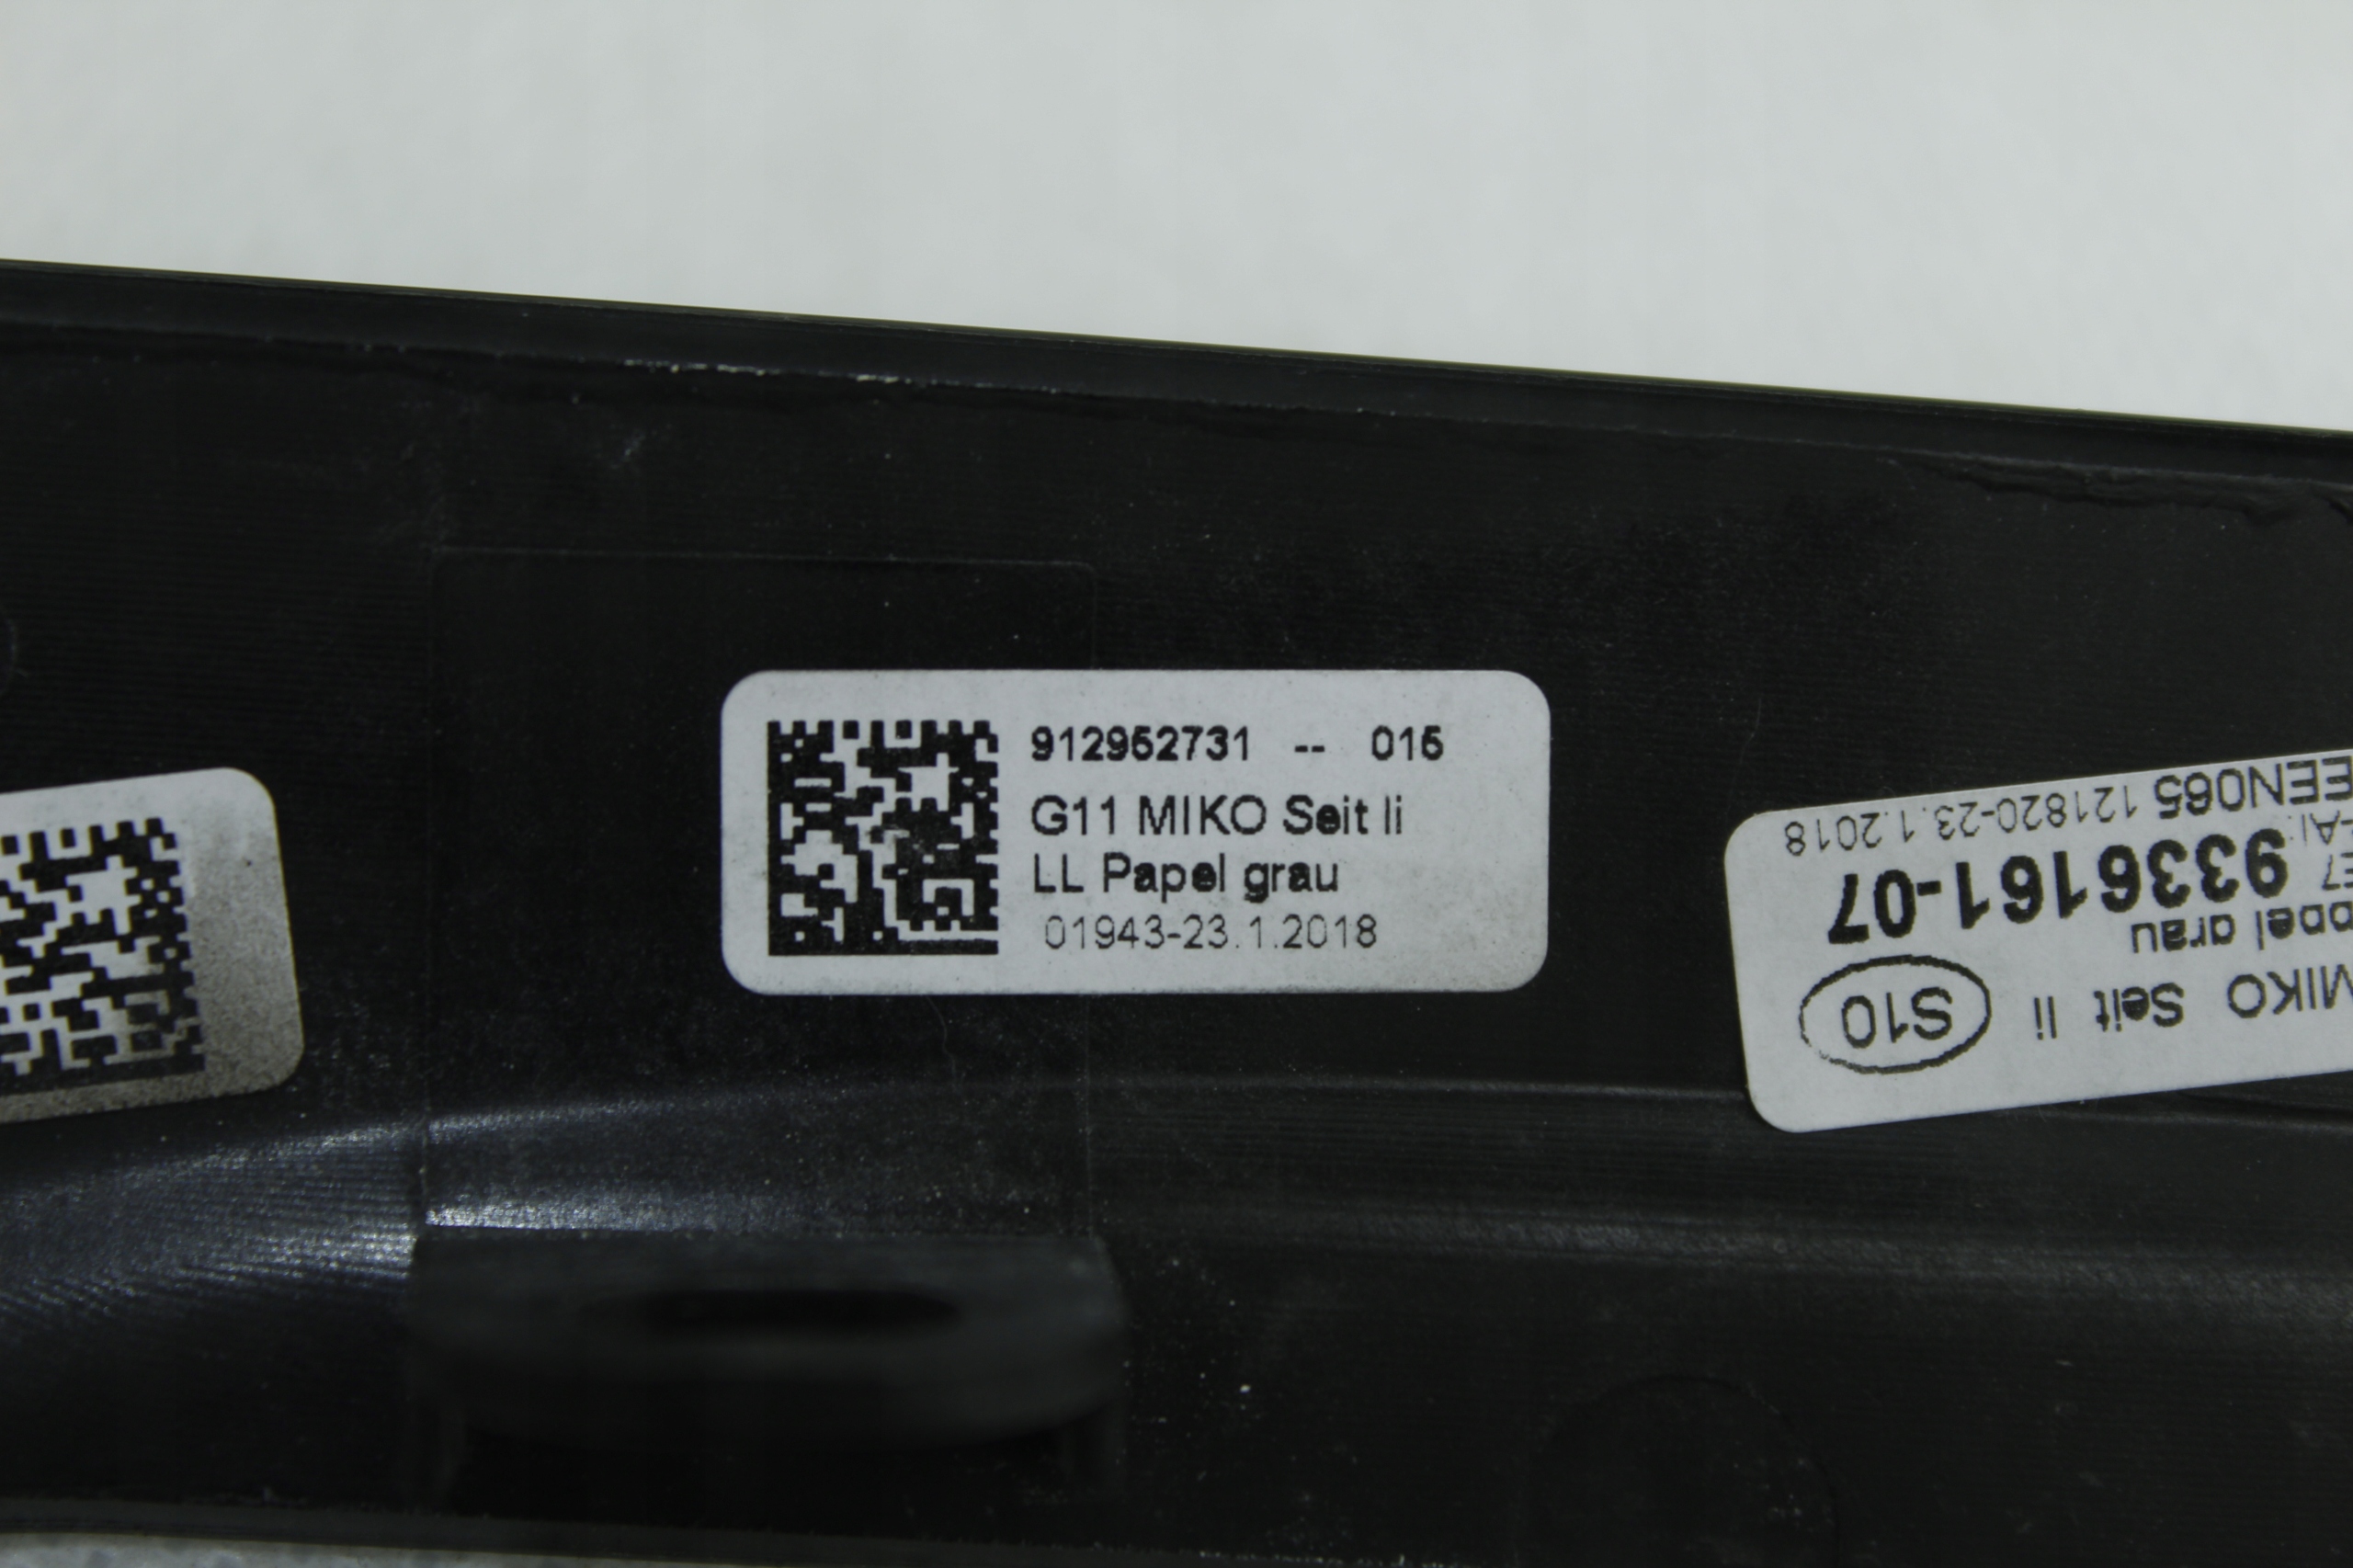 912952731 -- 015
G11 MIKO Seit li
LL Papel grau
01943-23.1.2018
MIKO Seit li S10
grau
9336161-07
EEN065 121820-23.1.2018